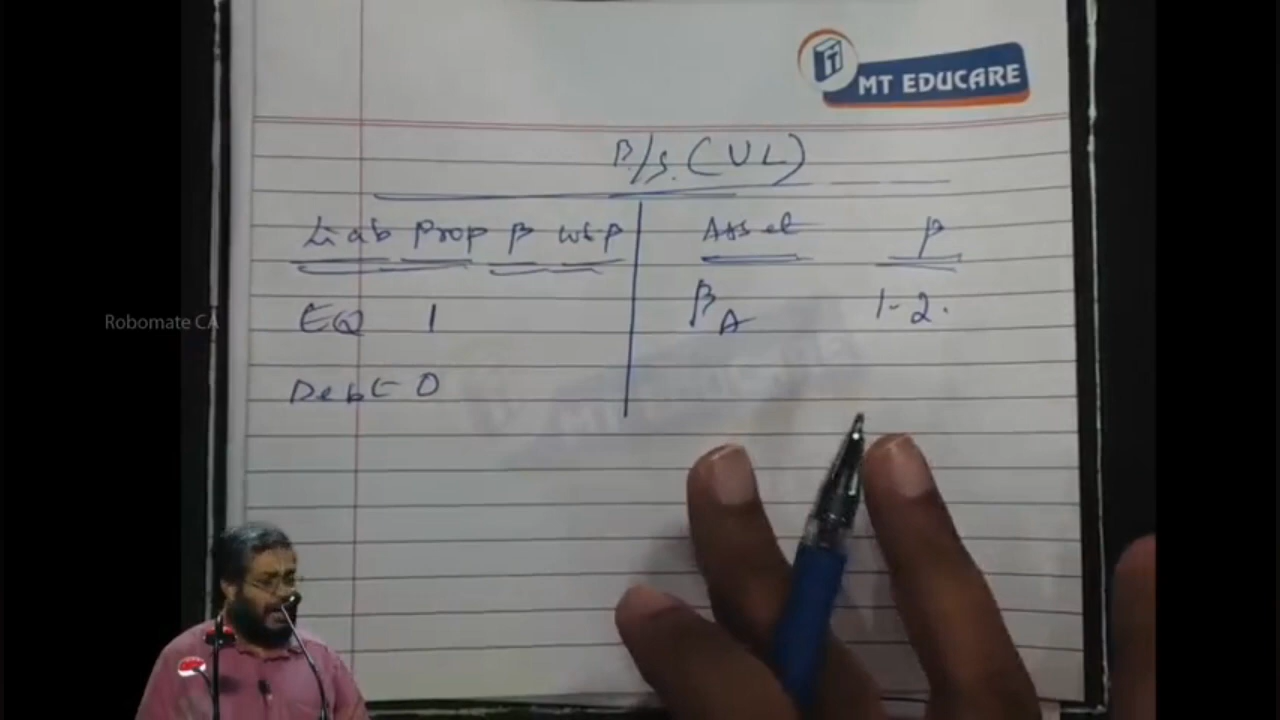 MT EDUCARE
B/S. (UL)
Liab Prop β wt β Asset β
EQ 1 βA 1-2.
Debt 0
Robomate CA